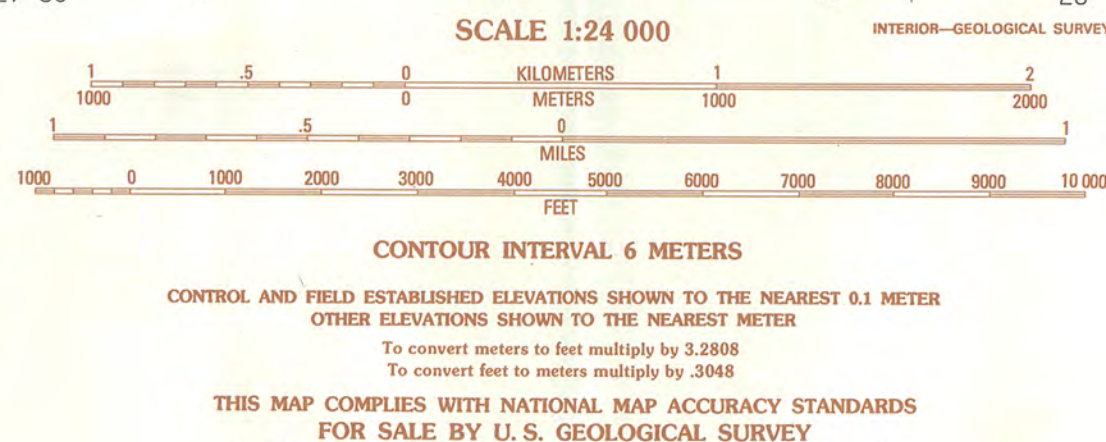 SCALE 1:24 000
INTERIOR—GEOLOGICAL SURVEY
1 .5 0 KILOMETERS 1 2
1000 0 METERS 1000 2000
1 .5 0 1
MILES
1000 0 1000 2000 3000 4000 5000 6000 7000 8000 9000 10 000
FEET
CONTOUR INTERVAL 6 METERS
CONTROL AND FIELD ESTABLISHED ELEVATIONS SHOWN TO THE NEAREST 0.1 METER
OTHER ELEVATIONS SHOWN TO THE NEAREST METER
To convert meters to feet multiply by 3.2808
To convert feet to meters multiply by .3048
THIS MAP COMPLIES WITH NATIONAL MAP ACCURACY STANDARDS
FOR SALE BY U. S. GEOLOGICAL SURVEY